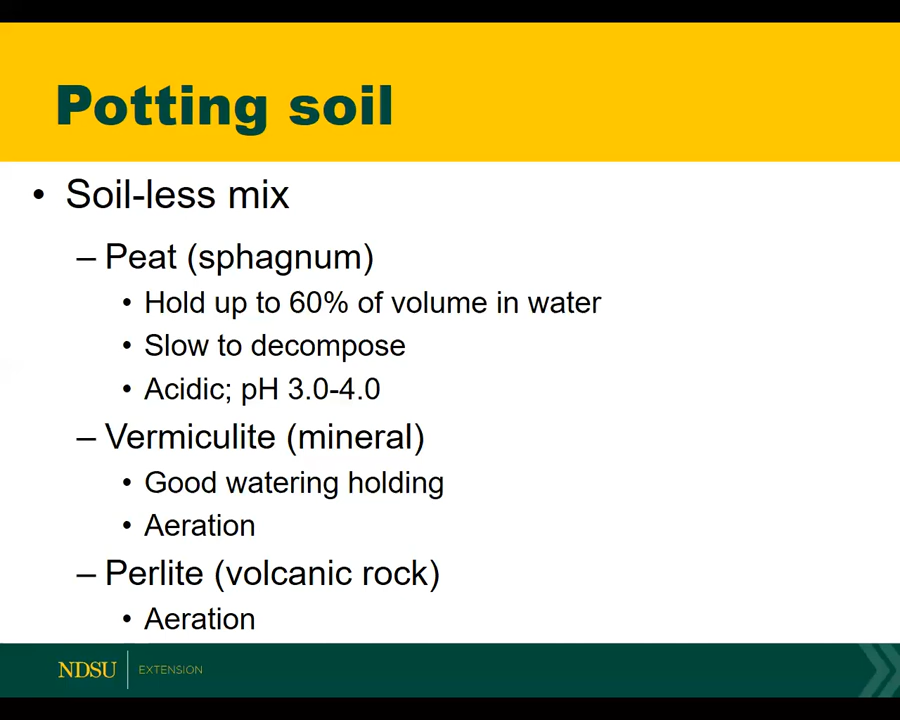 Potting soil
• Soil-less mix
– Peat (sphagnum)
• Hold up to 60% of volume in water
• Slow to decompose
• Acidic; pH 3.0-4.0
– Vermiculite (mineral)
• Good watering holding
• Aeration
– Perlite (volcanic rock)
• Aeration
NDSU EXTENSION